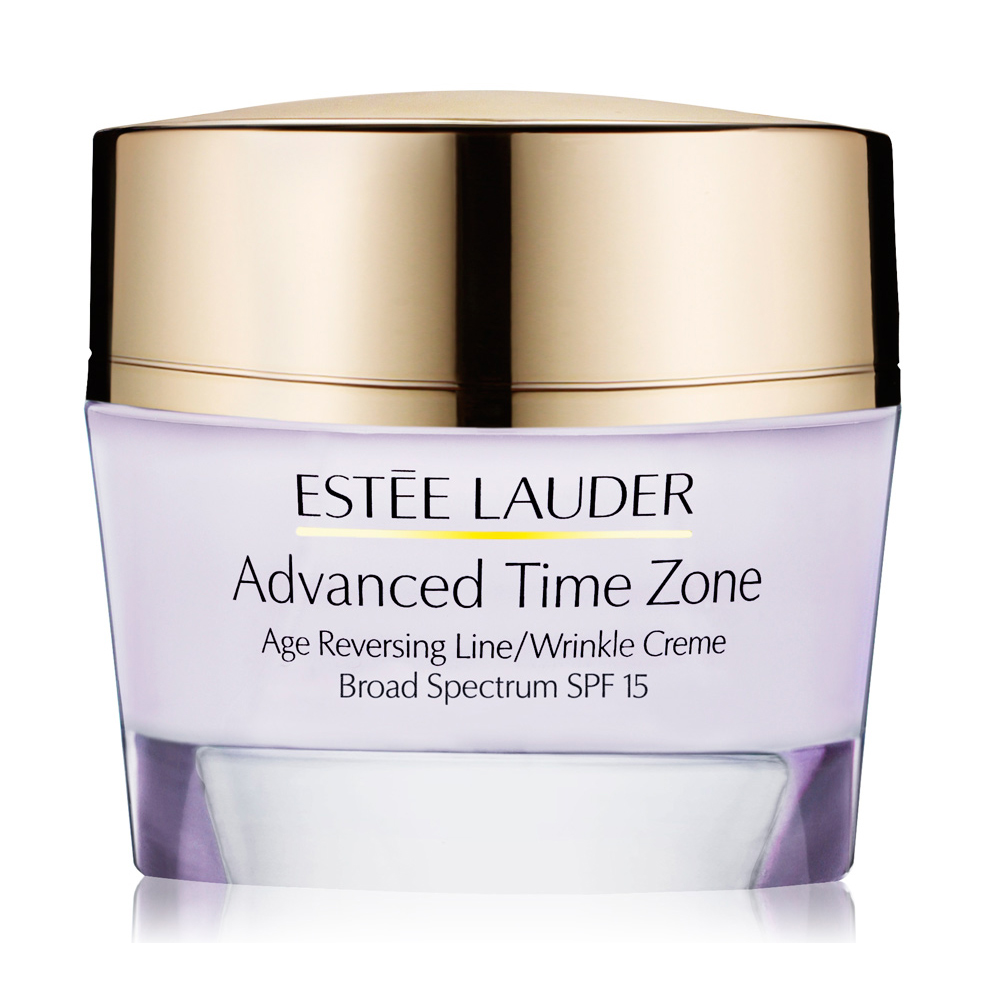 ESTĒE LAUDER
Advanced Time Zone
Age Reversing Line/Wrinkle Creme
Broad Spectrum SPF 15